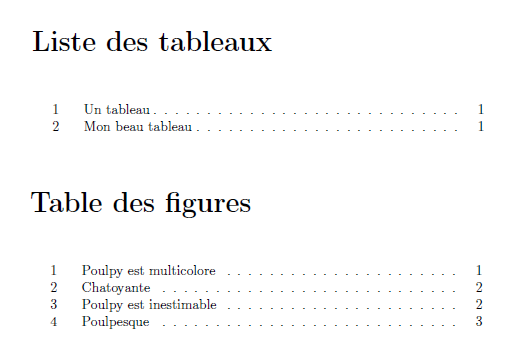 Liste des tableaux
1 Un tableau . . . . . . . . . . . . . . . . . . . . . . . . . . 1
2 Mon beau tableau . . . . . . . . . . . . . . . . . . . . . . 1
Table des figures
1 Poulpy est multicolore . . . . . . . . . . . . . . . . . . . . 1
2 Chatoyante . . . . . . . . . . . . . . . . . . . . . . . . . 2
3 Poulpy est inestimable . . . . . . . . . . . . . . . . . . . . 2
4 Poulpesque . . . . . . . . . . . . . . . . . . . . . . . . . 3